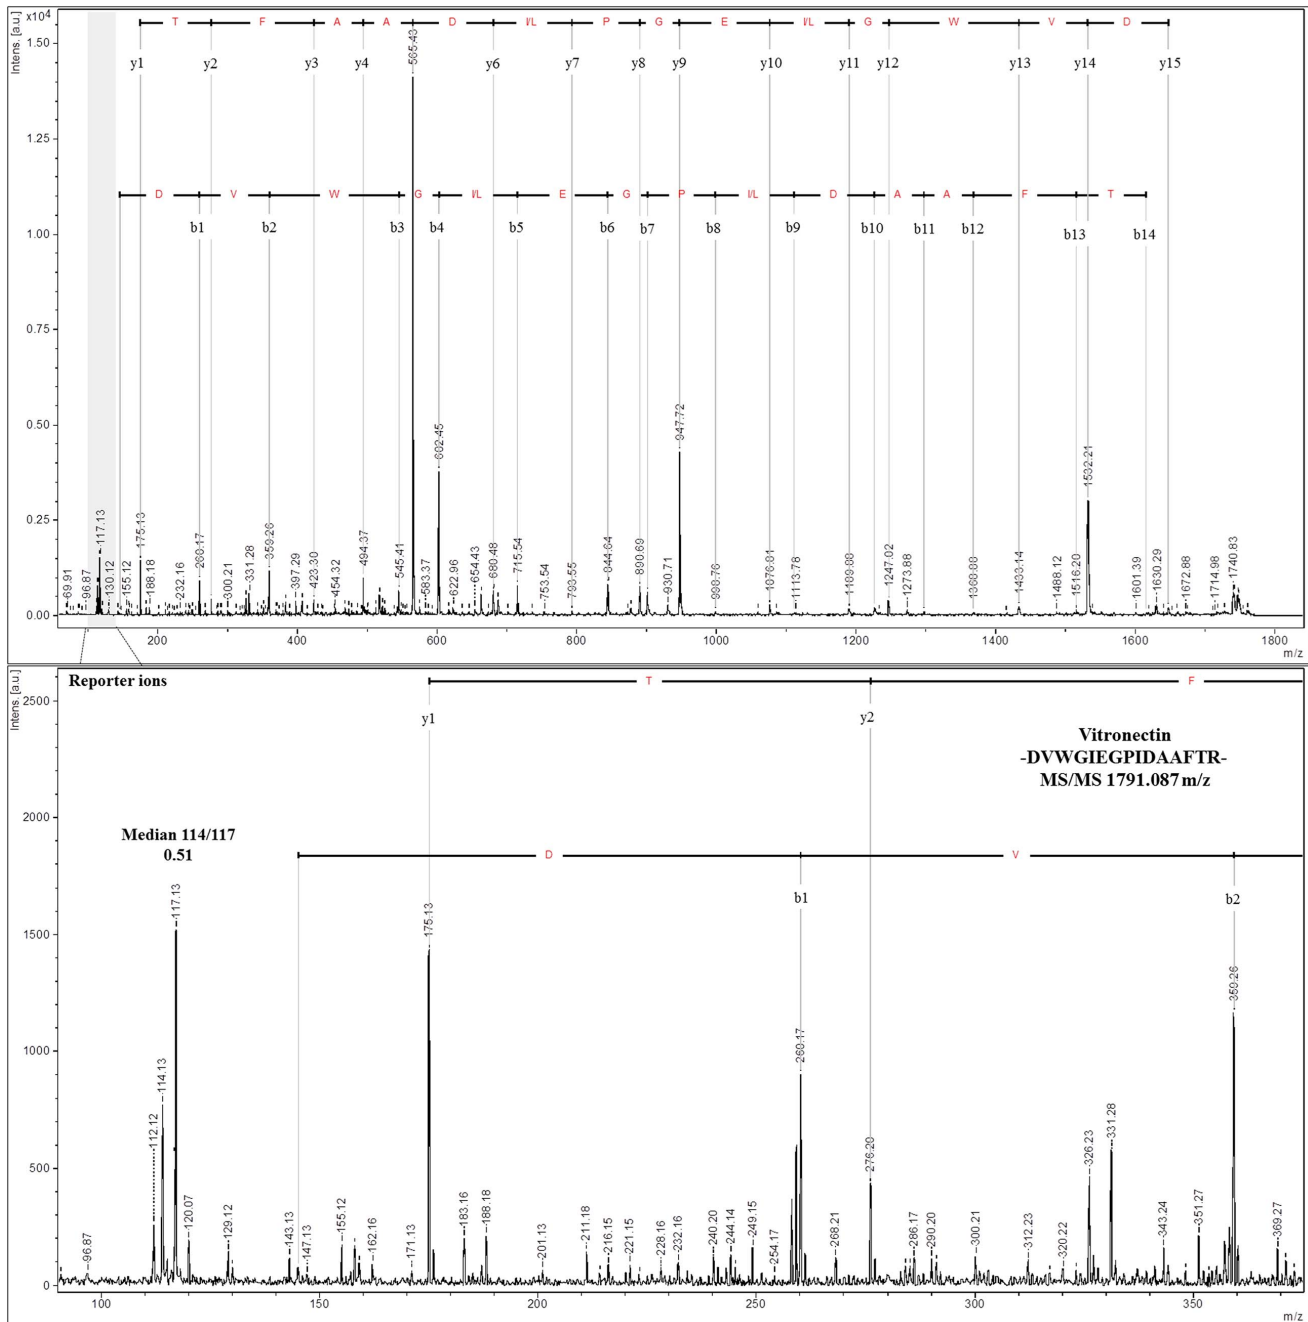 x10⁴
Intens. [a.u.]
T F A A D I/L P G E I/L G W V D
1.50
y1 y2 y3 y4 y6 y7 y8 y9 y10 y11 y12 y13 y14 y15
565.43
1.25
D V W G I/L E G P I/L D A A F T
b1 b2 b3 b4 b5 b6 b7 b8 b9 b10 b11 b12 b13 b14
1.00
0.75
0.50
0.25
0.00
69.91 96.87 117.13 130.12 155.12 175.13 188.18 232.16 260.17 300.21 331.28 359.26 397.29 423.30 454.32 494.37 545.41 583.37 602.45 622.96 654.43 680.48 715.54 753.54 793.55 844.64 890.69 930.71 947.72 998.76 1076.81 1113.78 1189.88 1247.02 1273.88 1368.88 1433.14 1488.12 1516.20 1532.21 1601.39 1630.29 1672.88 1714.98 1740.83
200 400 600 800 1000 1200 1400 1600 1800
m/z
Intens. [a.u.]
Reporter ions
T F
y1 y2
2500
Vitronectin
-DVWGIEGPIDAAFTR-
MS/MS 1791.087 m/z
2000
Median 114/117
0.51
D V
b1 b2
1500
1000
500
0
96.87 112.12 114.13 117.13 120.07 129.12 143.13 147.13 155.12 162.16 171.13 175.13 183.16 188.18 201.13 211.18 216.15 221.15 228.16 232.16 240.20 244.14 249.15 254.17 260.17 268.21 276.20 286.17 290.20 300.21 312.23 320.22 326.23 331.28 343.24 351.27 359.26 369.27
100 150 200 250 300 350
m/z